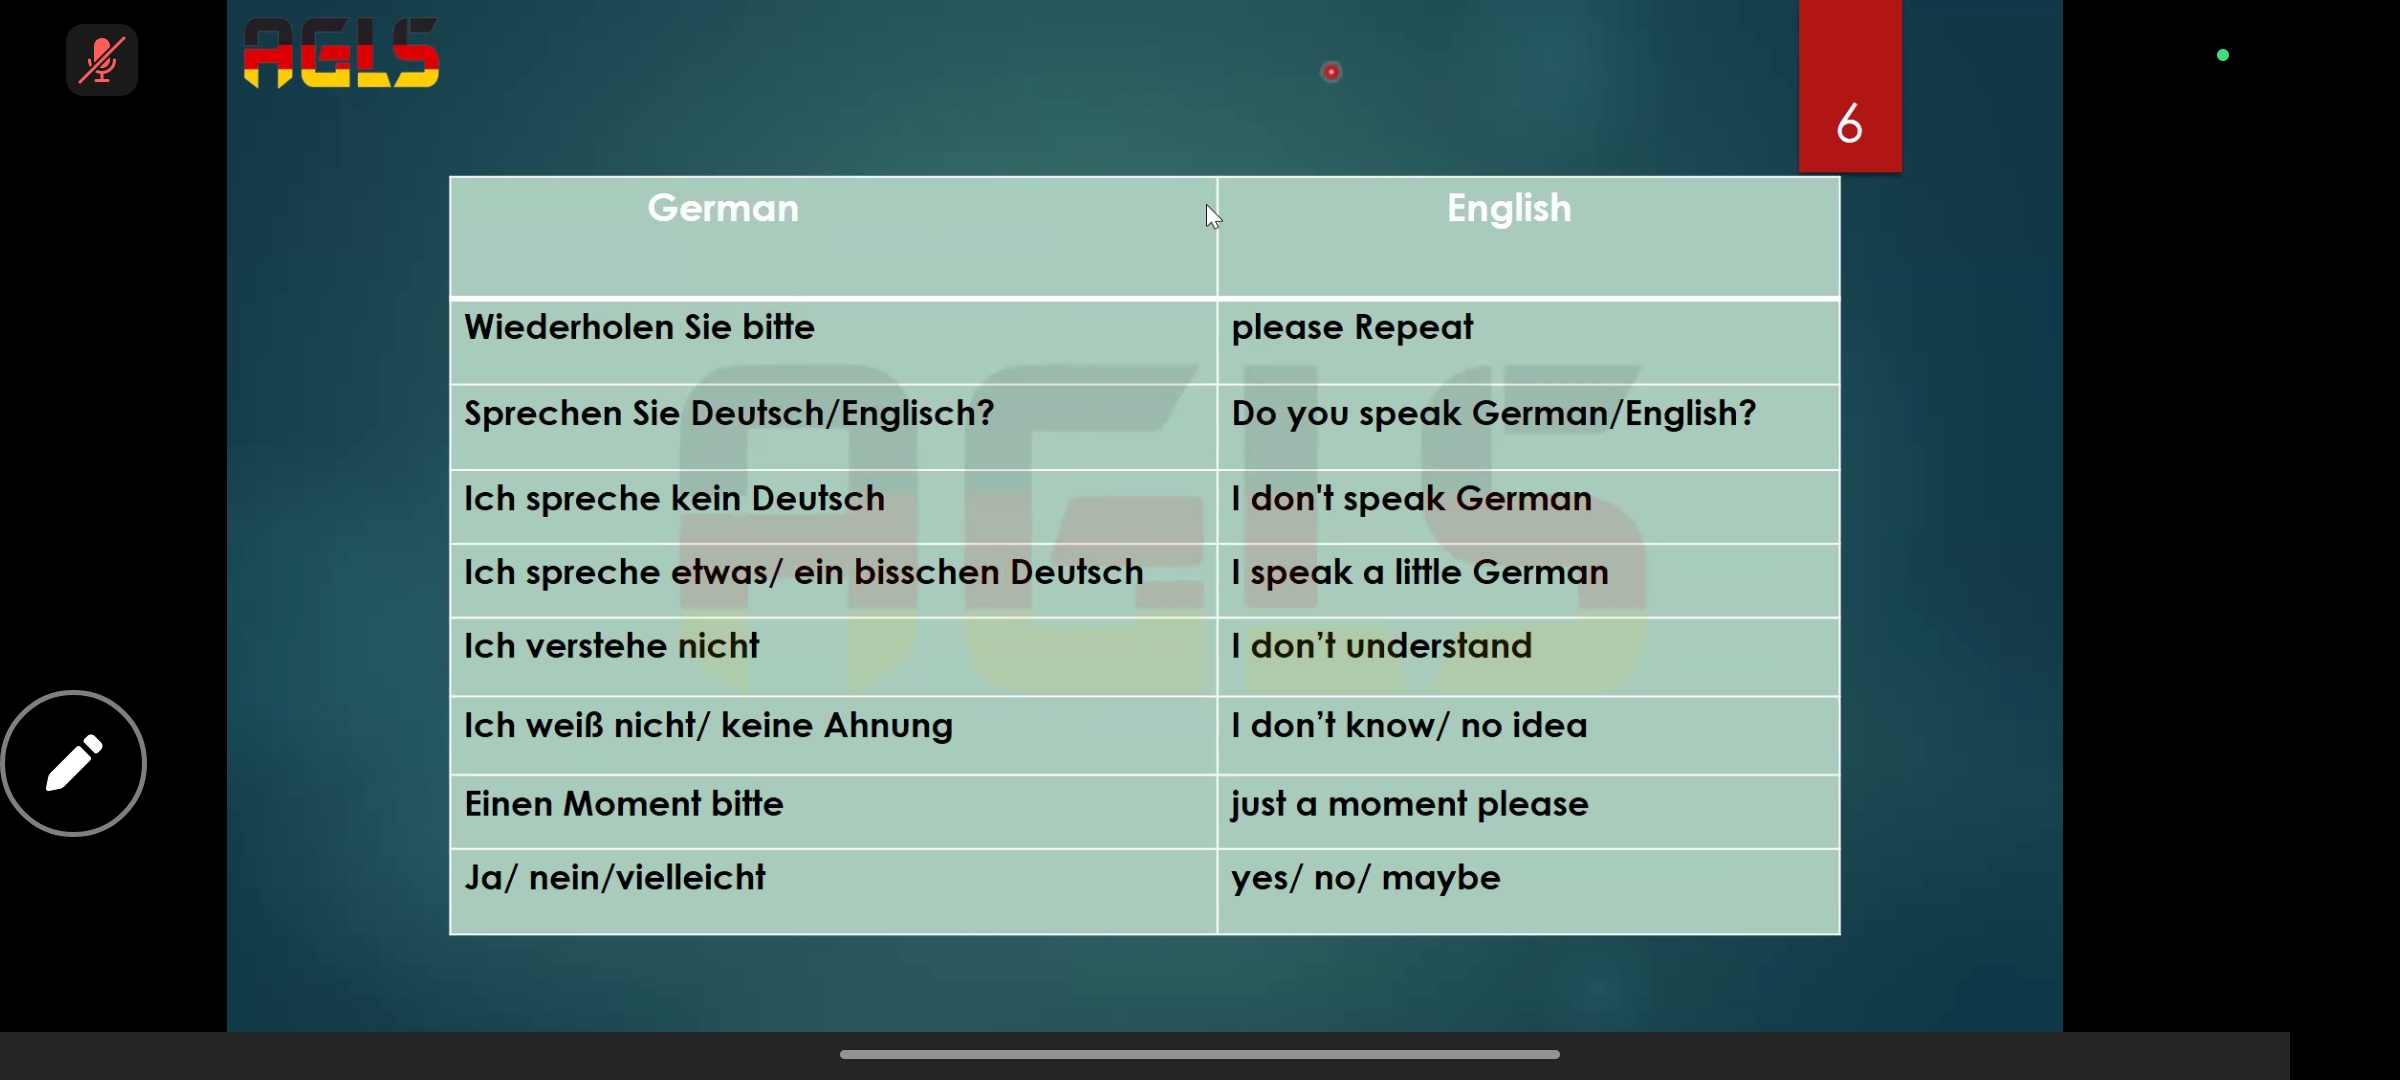 AGLS
6
German English
Wiederholen Sie bitte please Repeat
Sprechen Sie Deutsch/Englisch? Do you speak German/English?
Ich spreche kein Deutsch I don't speak German
Ich spreche etwas/ ein bisschen Deutsch I speak a little German
Ich verstehe nicht I don’t understand
Ich weiß nicht/ keine Ahnung I don’t know/ no idea
Einen Moment bitte just a moment please
Ja/ nein/vielleicht yes/ no/ maybe
AGLS